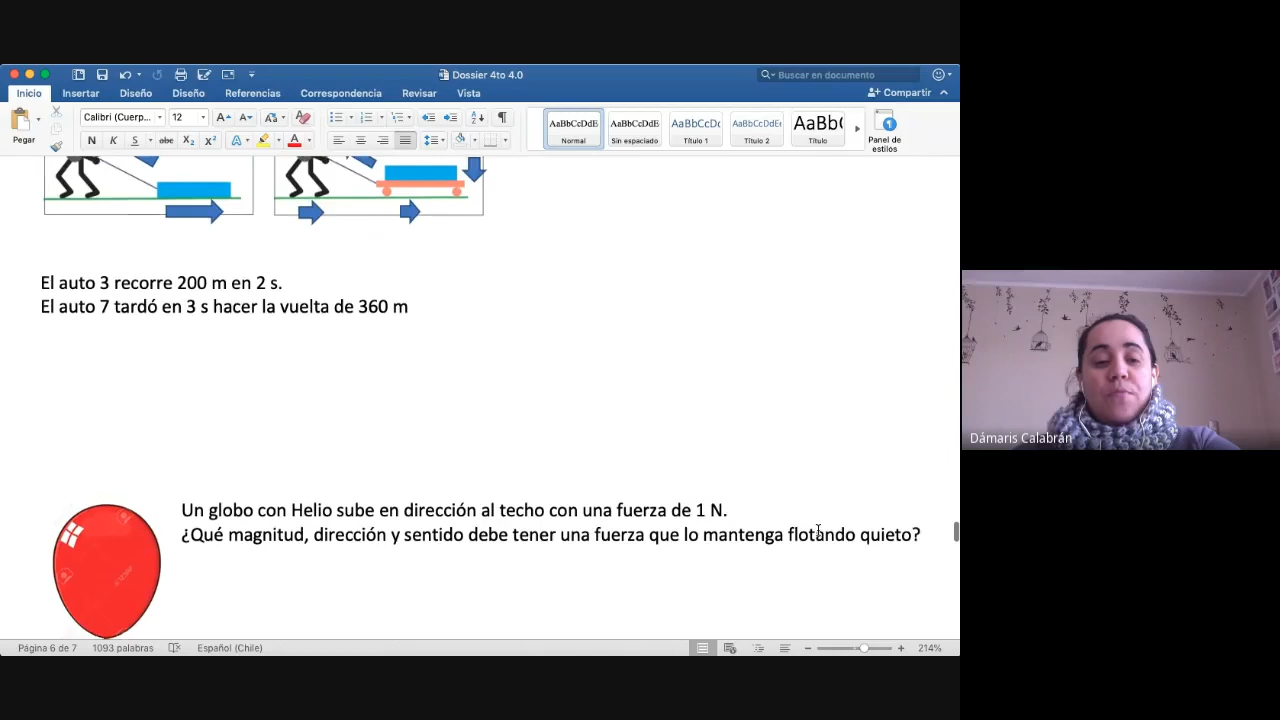 Dossier 4to 4.0
Buscar en documento
Inicio
Insertar
Diseño
Diseño
Referencias
Correspondencia
Revisar
Vista
Compartir
Pegar
Calibri (Cuerp...
12
N K S abc X₂ X²
AaBbCcDdE
Normal
AaBbCcDdE
Sin espaciado
AaBbCcDc
Título 1
AaBbCcDdE
Título 2
AaBb(
Título
Panel de
estilos
El auto 3 recorre 200 m en 2 s.
El auto 7 tardó en 3 s hacer la vuelta de 360 m
Un globo con Helio sube en dirección al techo con una fuerza de 1 N.
¿Qué magnitud, dirección y sentido debe tener una fuerza que lo mantenga flotando quieto?
Dámaris Calabrán
Página 6 de 7
1093 palabras
Español (Chile)
214%